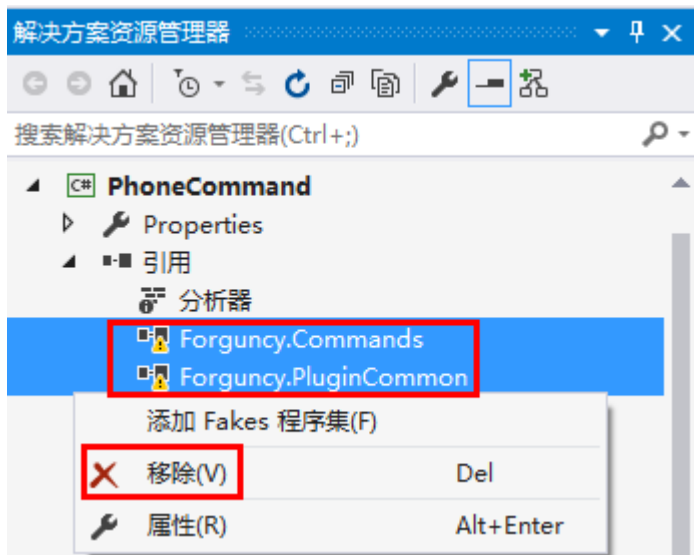 解决方案资源管理器
搜索解决方案资源管理器(Ctrl+;)
C# PhoneCommand
Properties
引用
分析器
Forguncy.Commands
Forguncy.PluginCommon
添加 Fakes 程序集(F)
移除(V) Del
属性(R) Alt+Enter